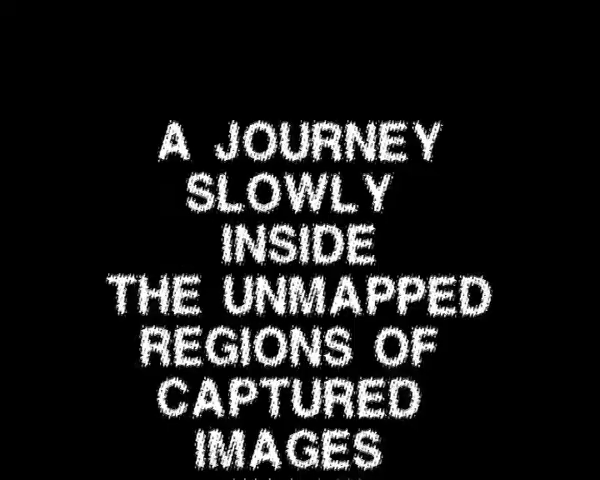 A JOURNEY
SLOWLY
INSIDE
THE UNMAPPED
REGIONS OF
CAPTURED
IMAGES